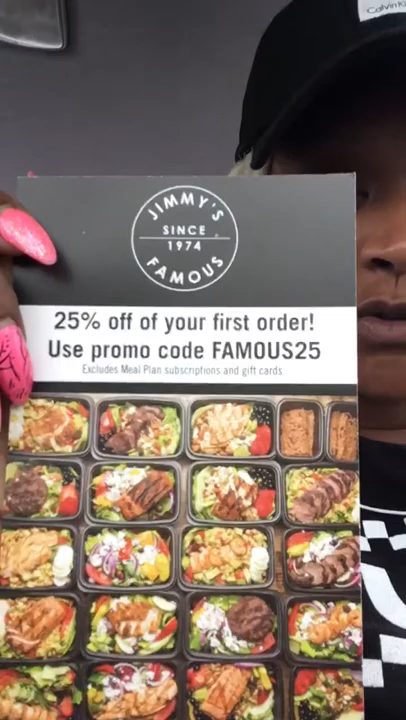 Calvin K
JIMMY'S
SINCE
1974
FAMOUS
25% off of your first order!
Use promo code FAMOUS25
Excludes Meal Plan subscriptions and gift cards.